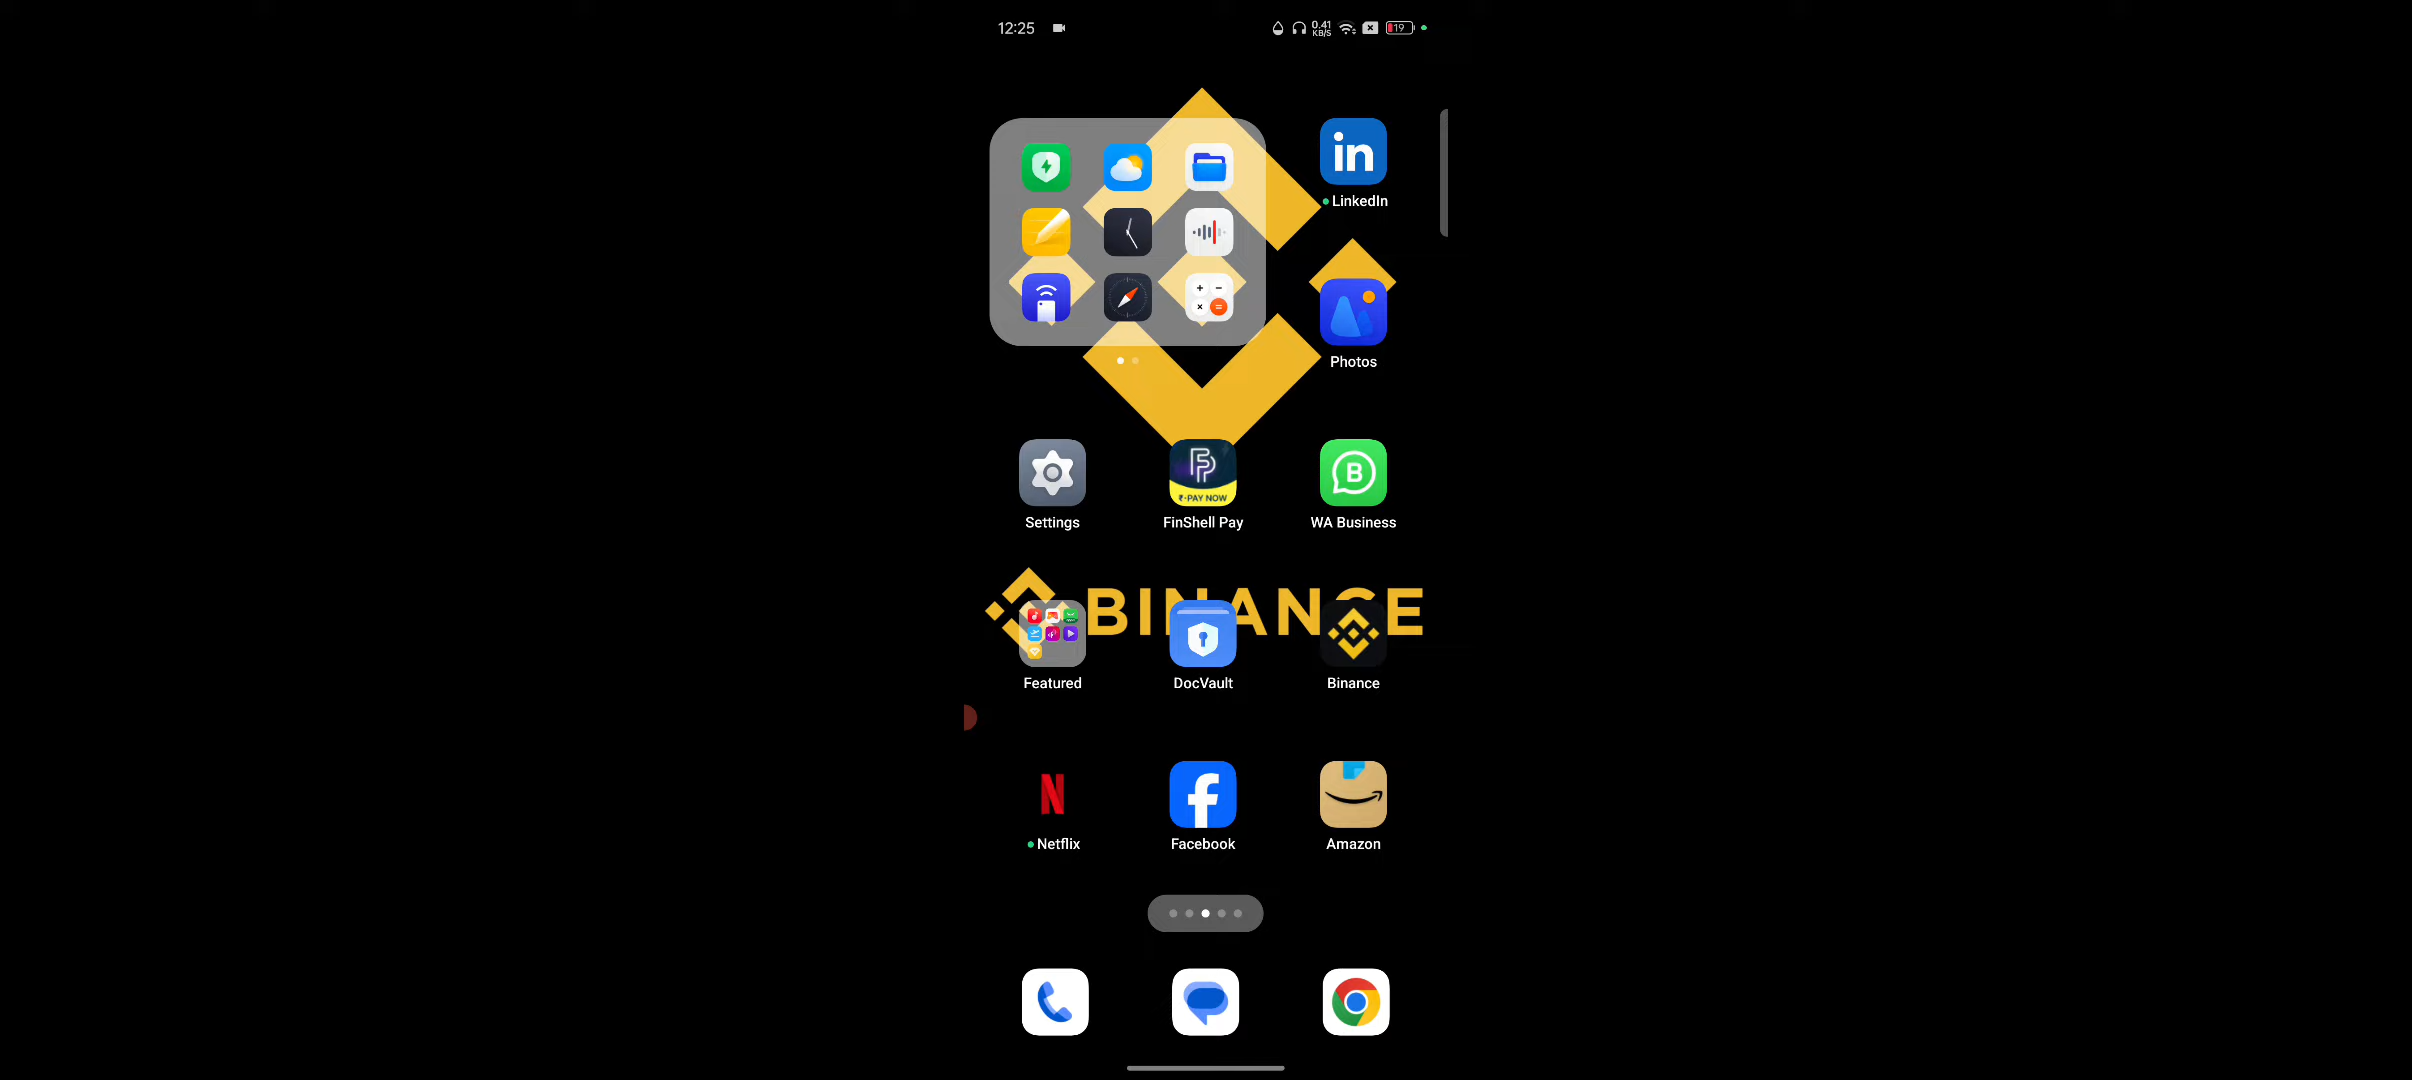 12:25
0.41
KB/S
19
LinkedIn
Photos
Settings
₹-PAY NOW
FinShell Pay
WA Business
BINANCE
Featured
DocVault
Binance
Netflix
Facebook
Amazon